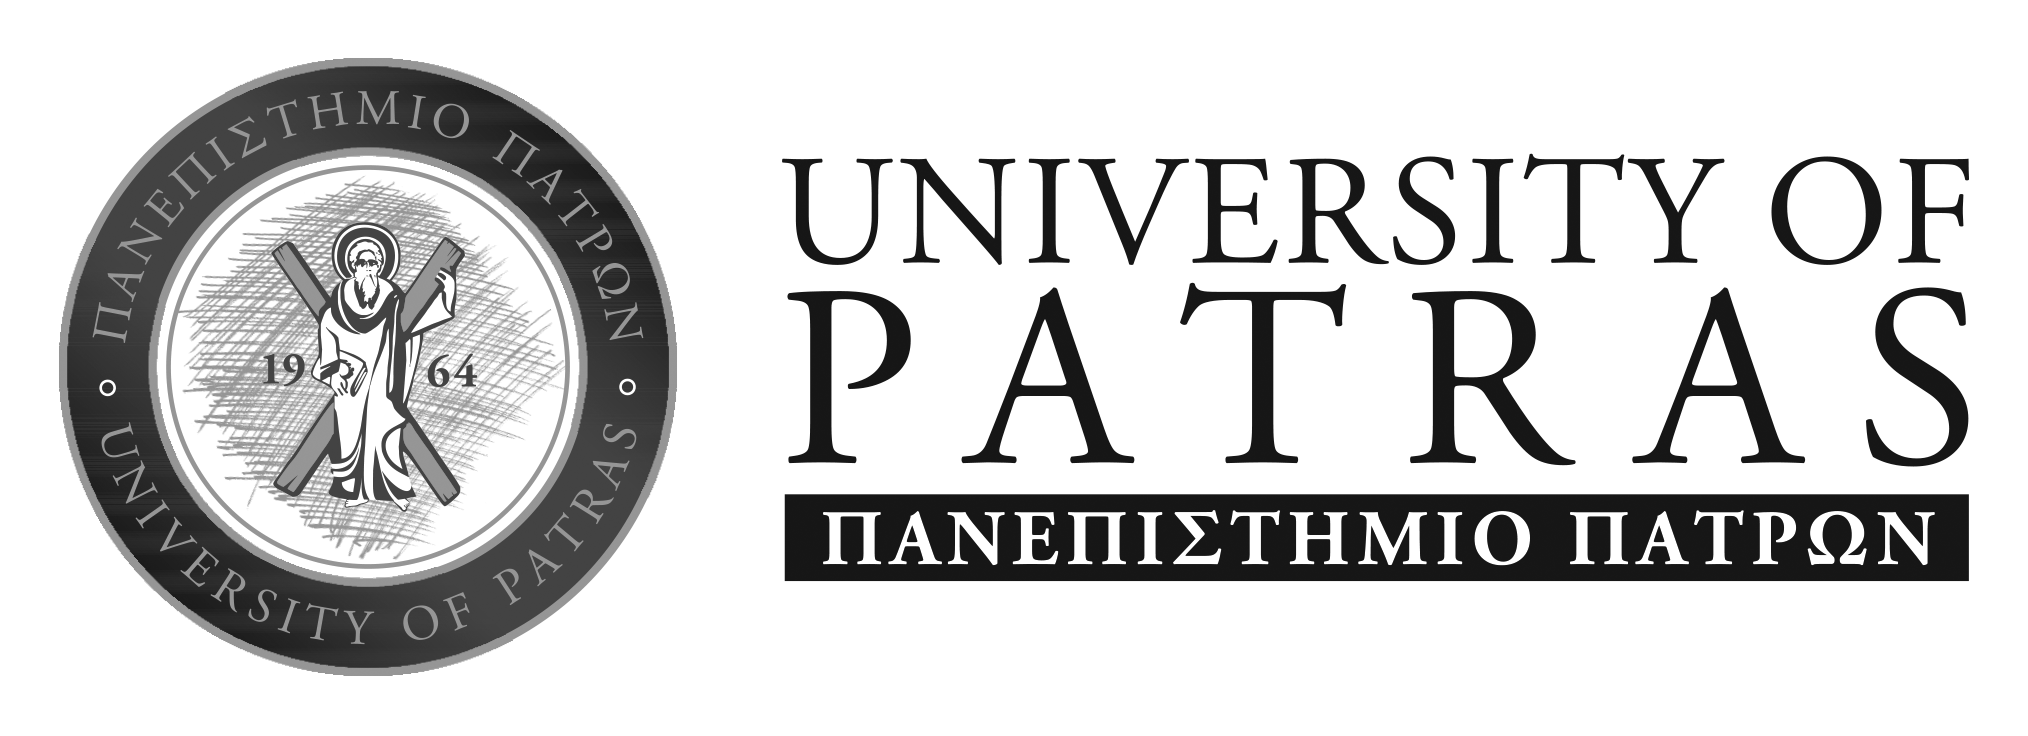 ΠΑΝΕΠΙΣΤΗΜΙΟ ΠΑΤΡΩΝ
19 64
UNIVERSITY OF PATRAS
UNIVERSITY OF
PATRAS
ΠΑΝΕΠΙΣΤΗΜΙΟ ΠΑΤΡΩΝ